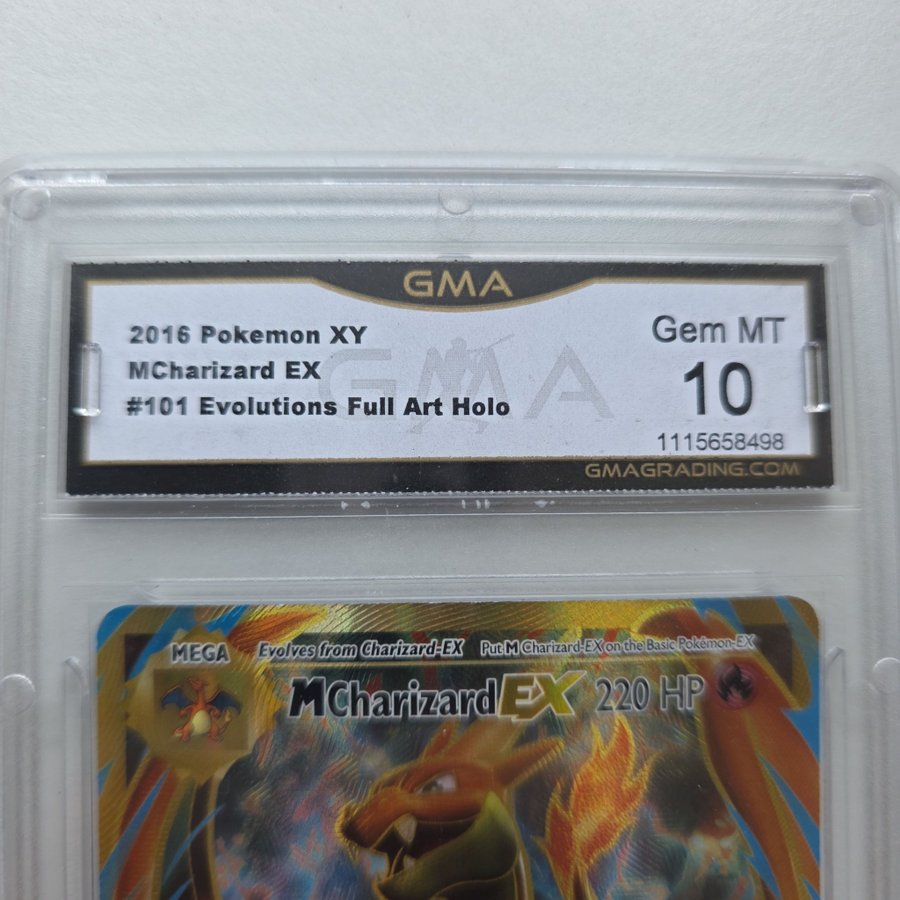 GMA
2016 Pokemon XY
MCharizard EX
#101 Evolutions Full Art Holo
GMA
Gem MT
10
1115658498
GMAGRADING.COM
MEGA
Evolves from Charizard-EX
Put M Charizard-EX on the Basic Pokémon-EX
MCharizardEX 220 HP